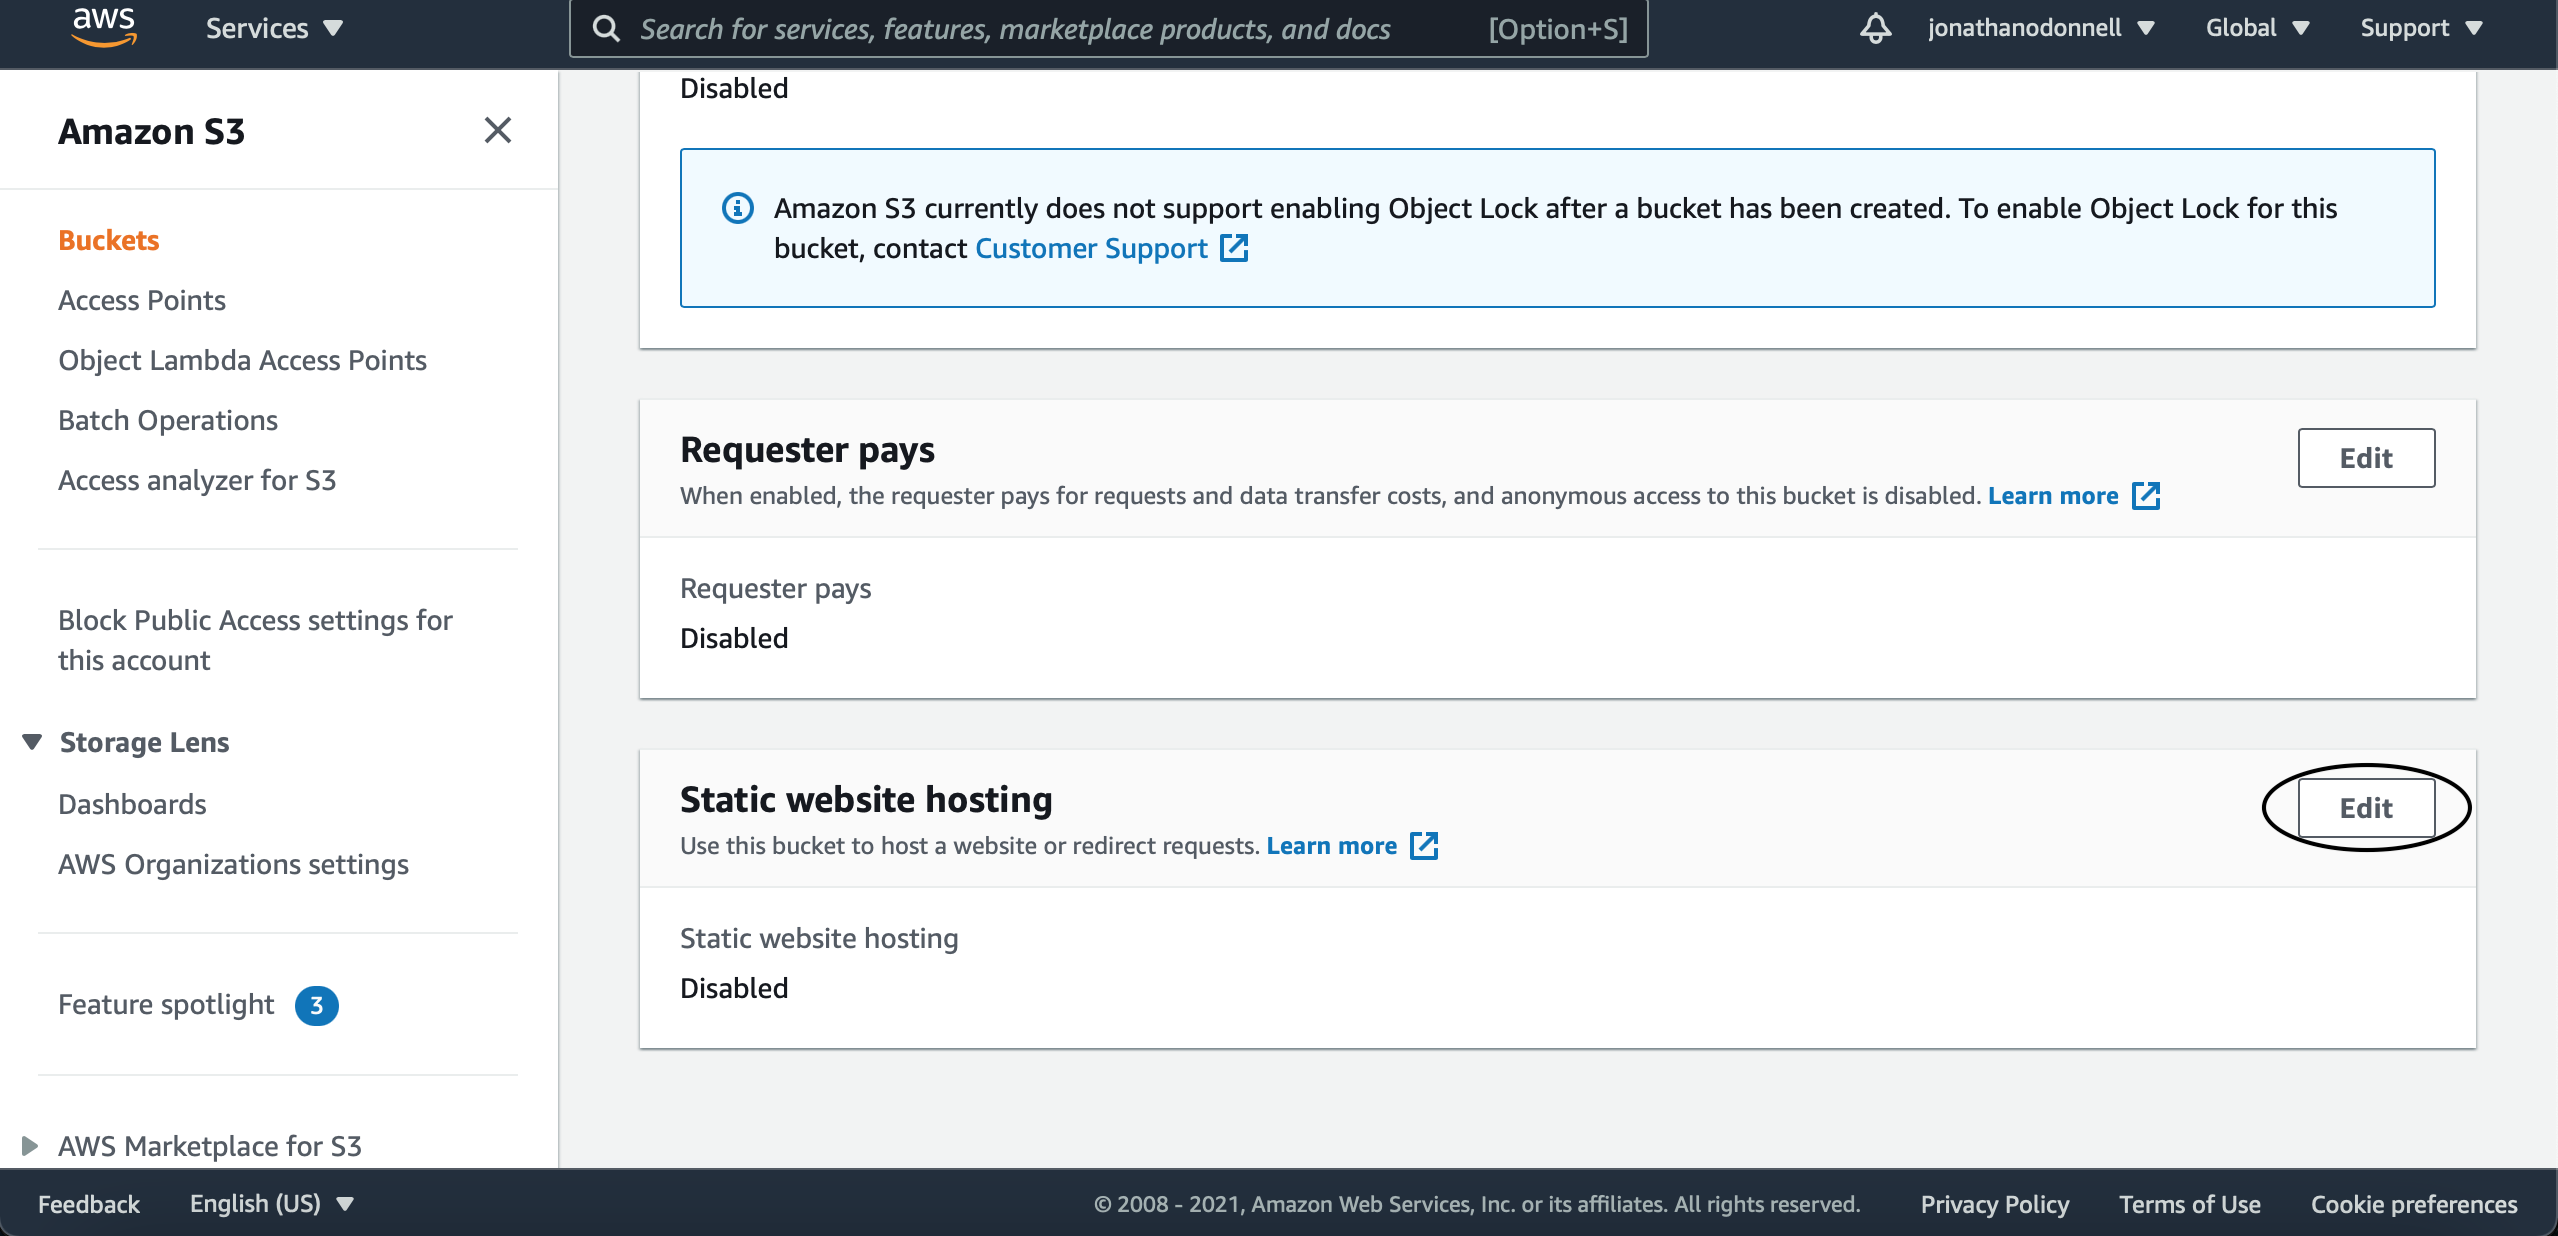 aws
Services
Search for services, features, marketplace products, and docs
[Option+S]
jonathanodonnell
Global
Support
Amazon S3
Buckets
Access Points
Object Lambda Access Points
Batch Operations
Access analyzer for S3
Block Public Access settings for
this account
Storage Lens
Dashboards
AWS Organizations settings
Feature spotlight 3
AWS Marketplace for S3
Disabled
Amazon S3 currently does not support enabling Object Lock after a bucket has been created. To enable Object Lock for this
bucket, contact Customer Support
Requester pays
Edit
When enabled, the requester pays for requests and data transfer costs, and anonymous access to this bucket is disabled. Learn more
Requester pays
Disabled
Static website hosting
Edit
Use this bucket to host a website or redirect requests. Learn more
Static website hosting
Disabled
Feedback
English (US)
© 2008 - 2021, Amazon Web Services, Inc. or its affiliates. All rights reserved.
Privacy Policy
Terms of Use
Cookie preferences